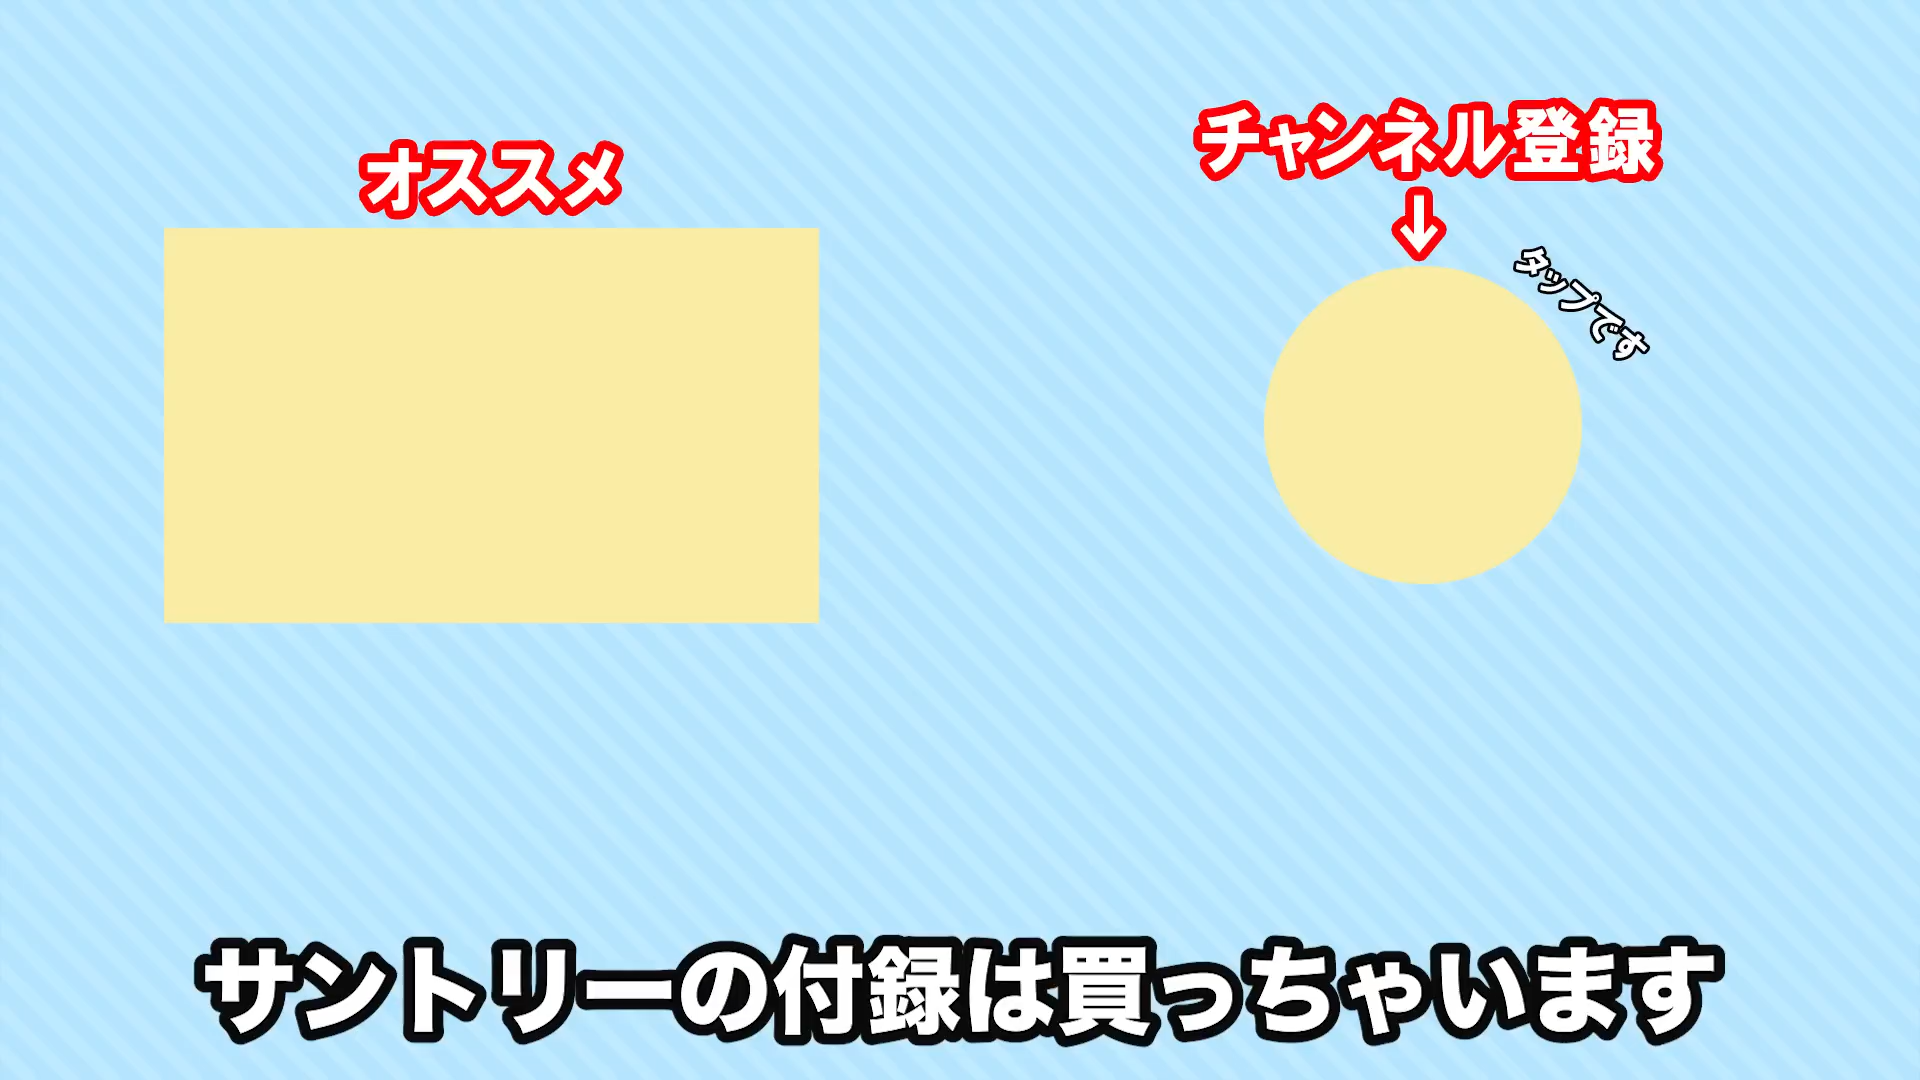 オススメ
チャンネル登録
↓
タップです
サントリーの付録は買っちゃいます